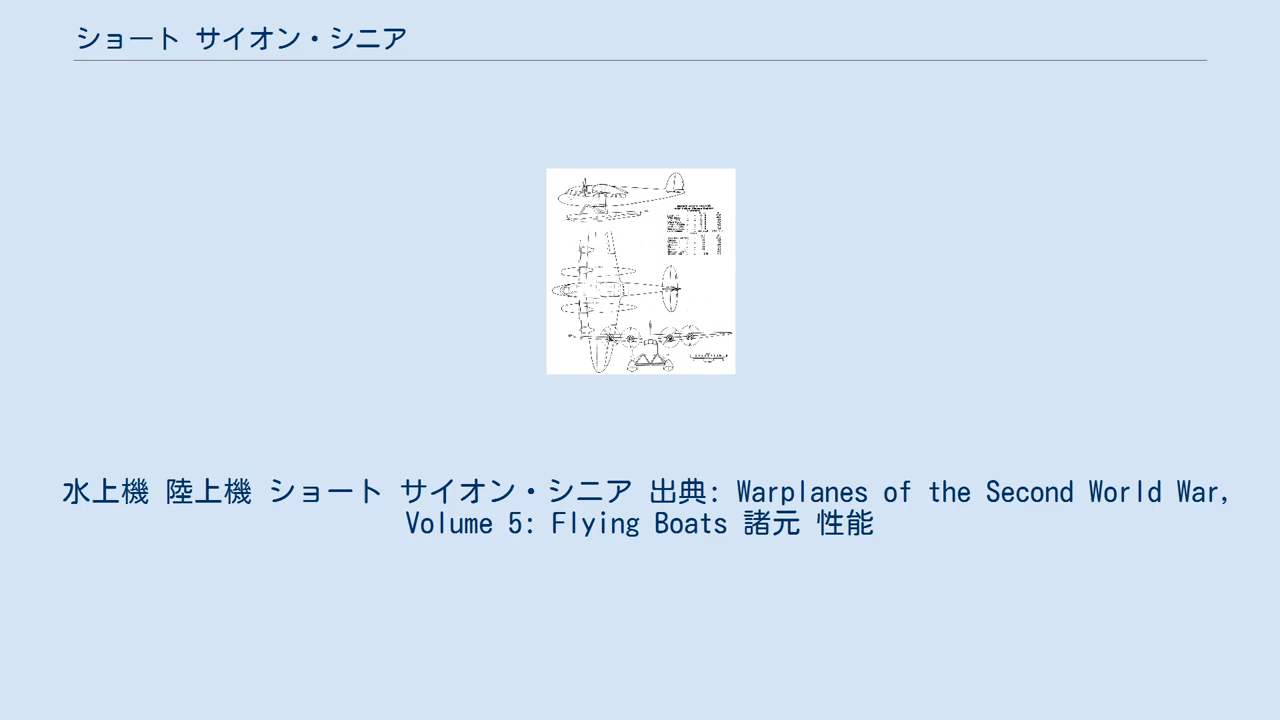 ショート サイオン・シニア
水上機 陸上機 ショート サイオン・シニア 出典: Warplanes of the Second World War,
Volume 5: Flying Boats 諸元 性能